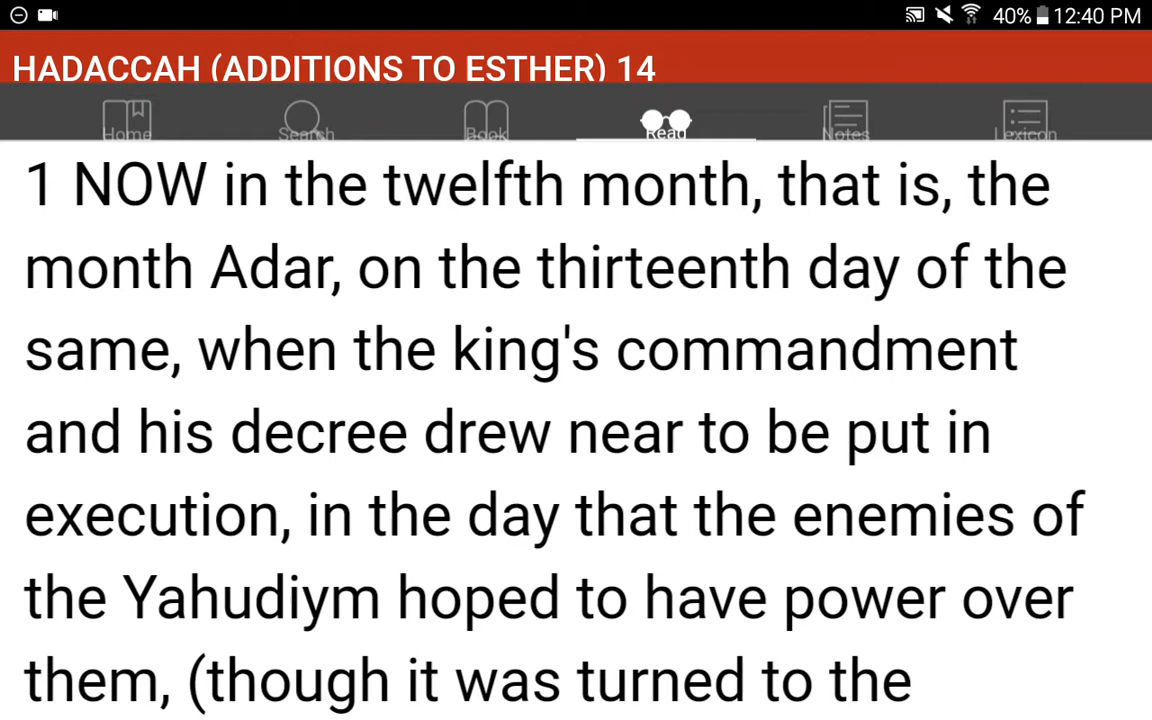 40% 12:40 PM
HADACCAH (ADDITIONS TO ESTHER) 14
Home Search Book Read Notes Lexicon
1 NOW in the twelfth month, that is, the
month Adar, on the thirteenth day of the
same, when the king's commandment
and his decree drew near to be put in
execution, in the day that the enemies of
the Yahudiym hoped to have power over
them, (though it was turned to the